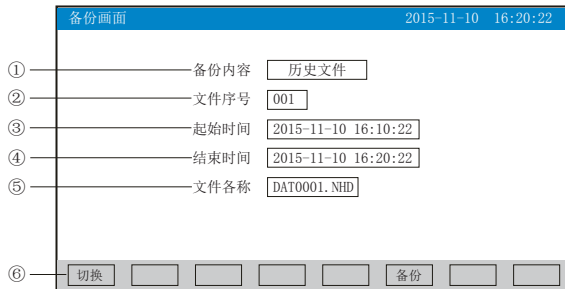 备份画面 2015-11-10 16:20:22
① 备份内容 历史文件
② 文件序号 001
③ 起始时间 2015-11-10 16:10:22
④ 结束时间 2015-11-10 16:20:22
⑤ 文件各称 DAT0001.NHD
⑥ 切换 备份